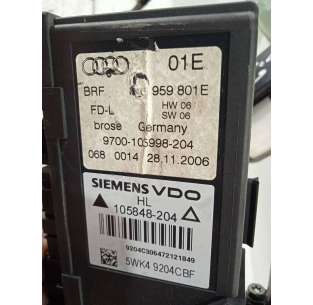 01E
BRF 959 801E
FD-L HW 06
SW 06
brose Germany
9700-105998-204
068 0014 28.11.2006
SIEMENS VDO
HL
105848-204
9204C306472121849
5WK4 9204CBF